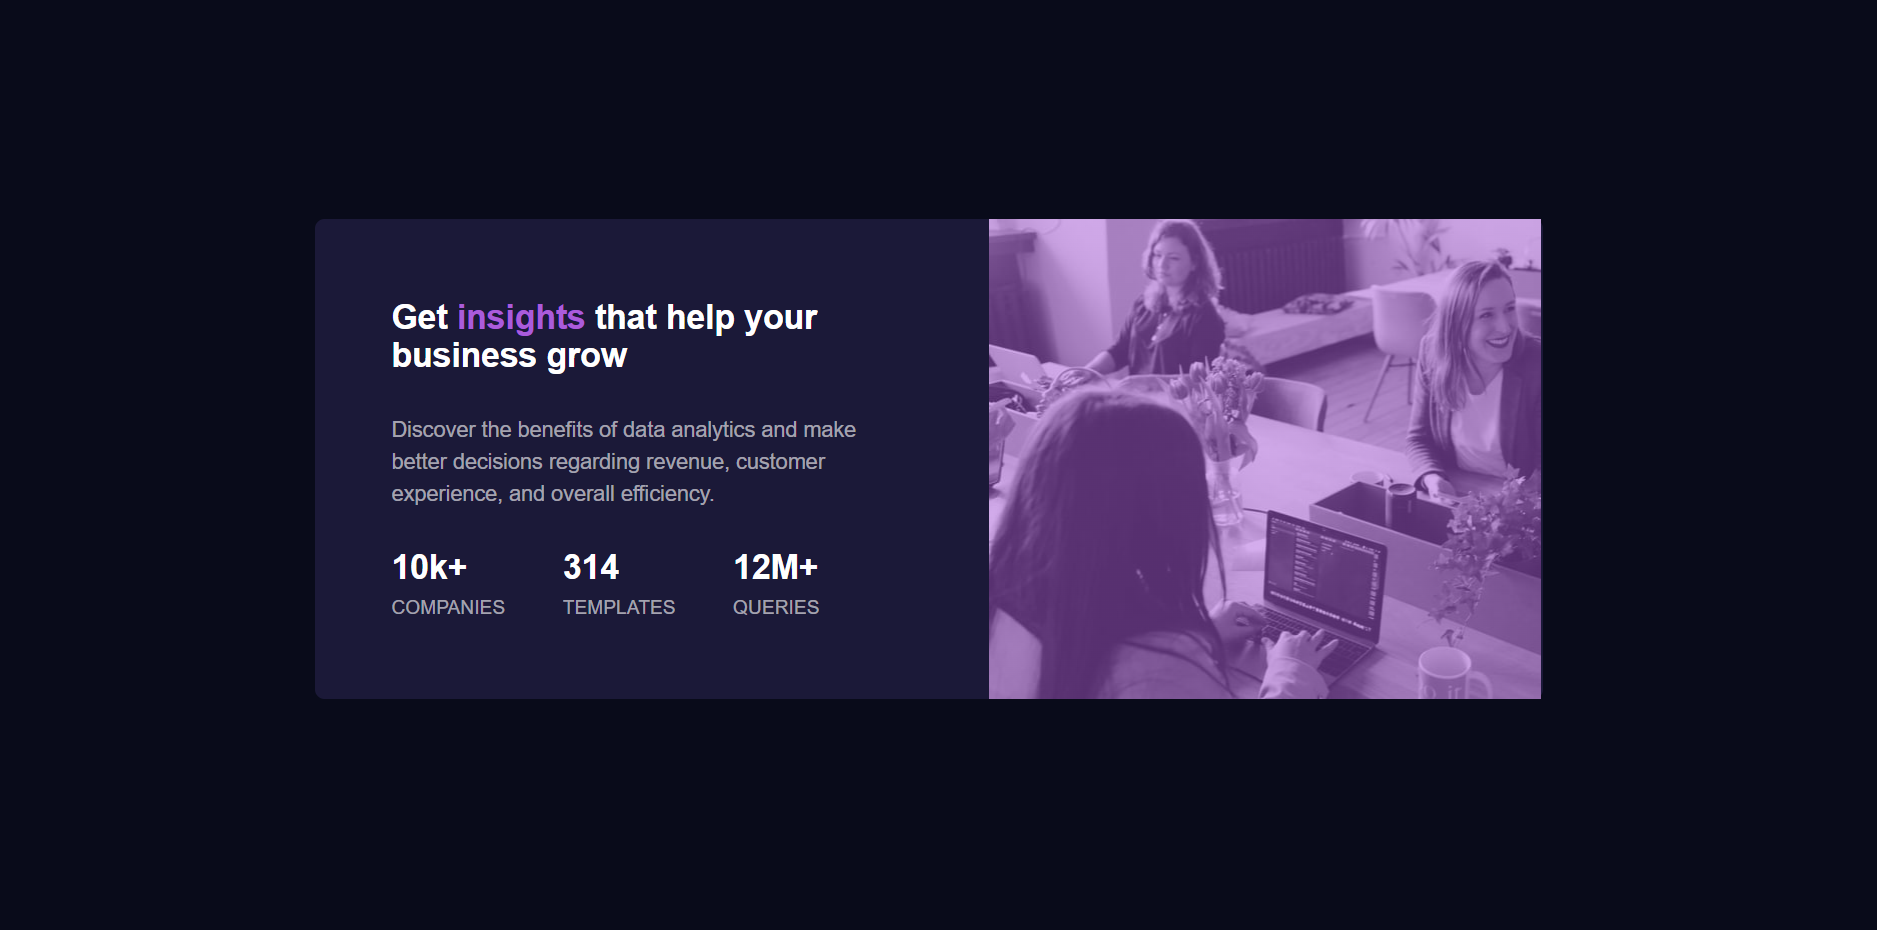 Get insights that help your
business grow
Discover the benefits of data analytics and make
better decisions regarding revenue, customer
experience, and overall efficiency.
10k+ 314 12M+
COMPANIES TEMPLATES QUERIES